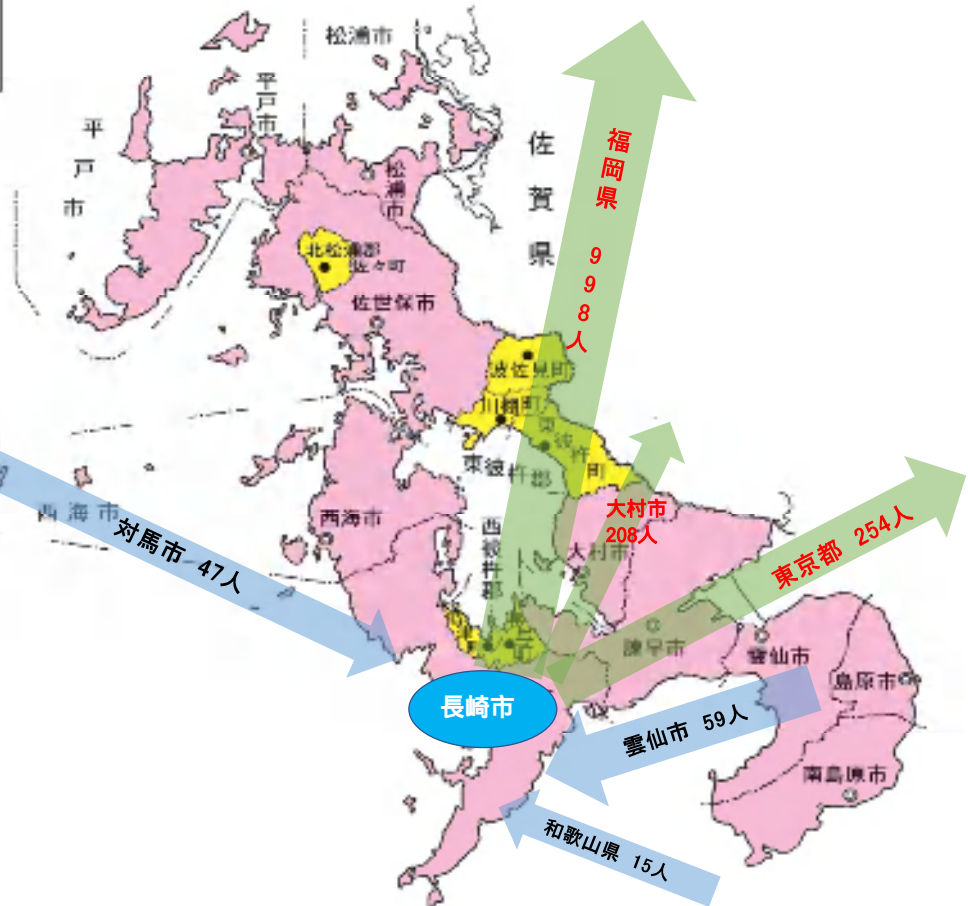 松浦市
平戸市
平戸市
松浦市
佐賀県
福岡県 998人
北松浦郡
佐々町
佐世保市
波佐見町
川棚町
東彼杵町
東彼杵郡
大村市
208人
大村市
東京都 254人
西海市
西海市
西彼杵郡
対馬市 47人
諫早市
雲仙市
島原市
長崎市
雲仙市 59人
南島原市
和歌山県 15人